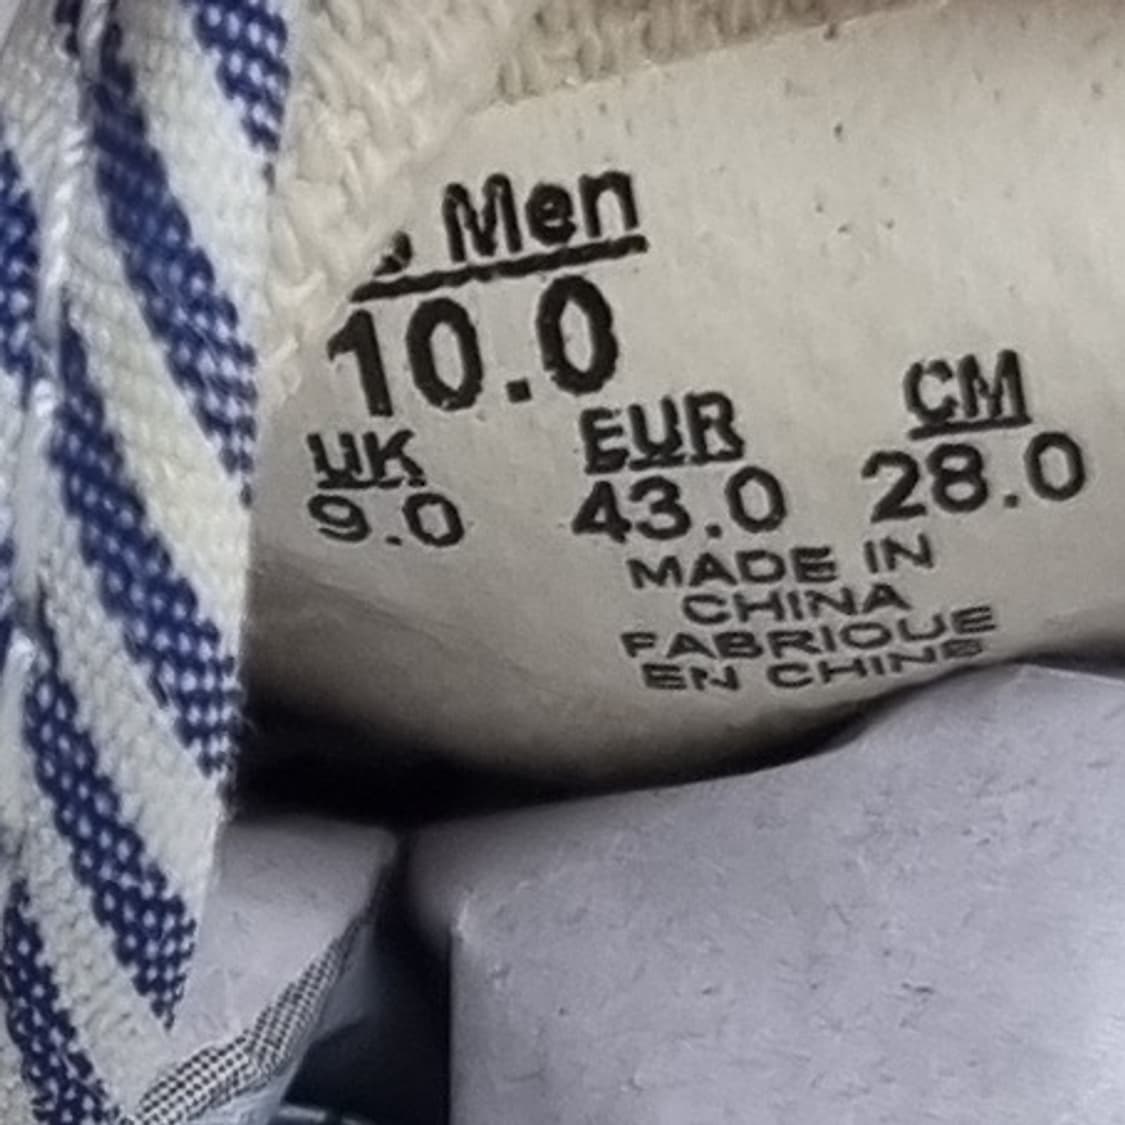 Men
10.0
UK EUR CM
9.0 43.0 28.0
MADE IN
CHINA
FABRIQUE
EN CHINE